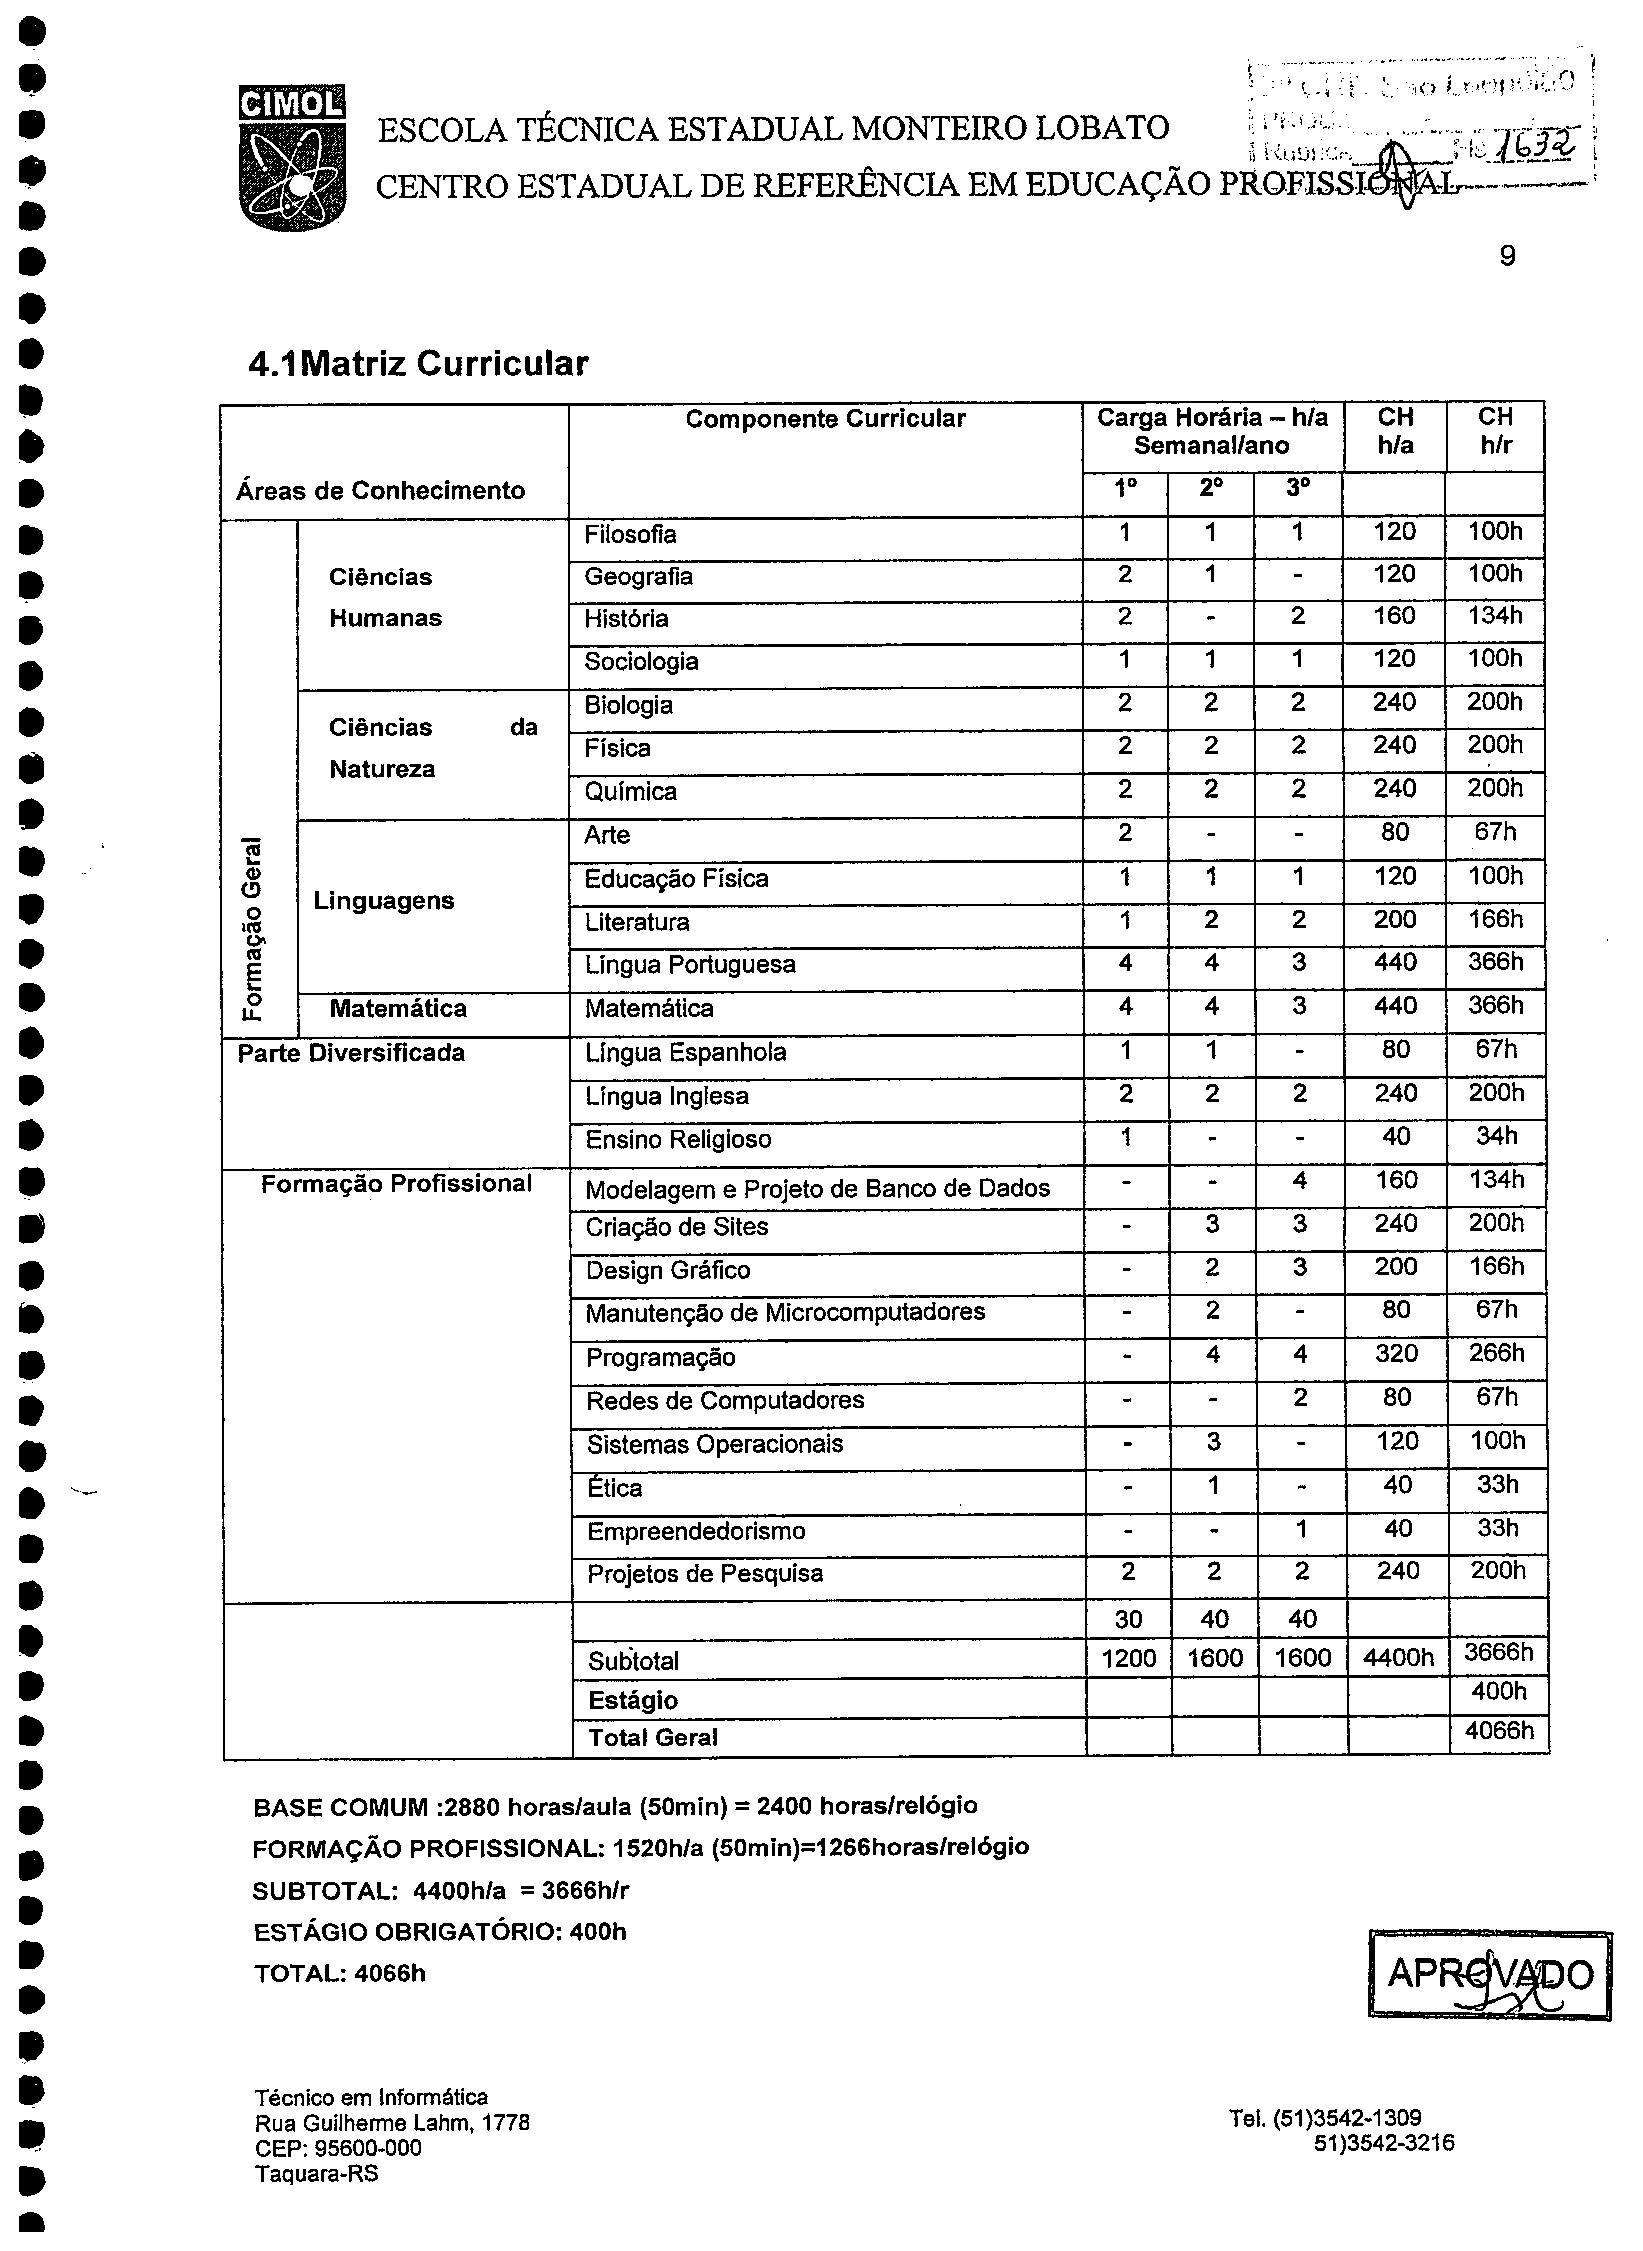 CIMOL
ESCOLA TÉCNICA ESTADUAL MONTEIRO LOBATO
CENTRO ESTADUAL DE REFERÊNCIA EM EDUCAÇÃO PROFISSIONAL
Rubrica 1632
9
4.1Matriz Curricular
Áreas de Conhecimento Componente Curricular Carga Horária – h/a Semanal/ano CH h/a CH h/r
1º 2º 3º
Formação Geral
Ciências Humanas
Filosofia 1 1 1 120 100h
Geografia 2 1 - 120 100h
História 2 - 2 160 134h
Sociologia 1 1 1 120 100h
Ciências da Natureza
Biologia 2 2 2 240 200h
Física 2 2 2 240 200h
Química 2 2 2 240 200h
Linguagens
Arte 2 - - 80 67h
Educação Física 1 1 1 120 100h
Literatura 1 2 2 200 166h
Língua Portuguesa 4 4 3 440 366h
Matemática Matemática 4 4 3 440 366h
Parte Diversificada Língua Espanhola 1 1 - 80 67h
Língua Inglesa 2 2 2 240 200h
Ensino Religioso 1 - - 40 34h
Formação Profissional Modelagem e Projeto de Banco de Dados - - 4 160 134h
Criação de Sites - 3 3 240 200h
Design Gráfico - 2 3 200 166h
Manutenção de Microcomputadores - 2 - 80 67h
Programação - 4 4 320 266h
Redes de Computadores - - 2 80 67h
Sistemas Operacionais - 3 - 120 100h
Ética - 1 - 40 33h
Empreendedorismo - - 1 40 33h
Projetos de Pesquisa 2 2 2 240 200h
30 40 40
Subtotal 1200 1600 1600 4400h 3666h
Estágio 400h
Total Geral 4066h
BASE COMUM :2880 horas/aula (50min) = 2400 horas/relógio
FORMAÇÃO PROFISSIONAL: 1520h/a (50min)=1266horas/relógio
SUBTOTAL: 4400h/a = 3666h/r
ESTÁGIO OBRIGATÓRIO: 400h
TOTAL: 4066h
APROVADO
Técnico em Informática
Rua Guilherme Lahm, 1778
CEP: 95600-000
Taquara-RS
Tel. (51)3542-1309
51)3542-3216